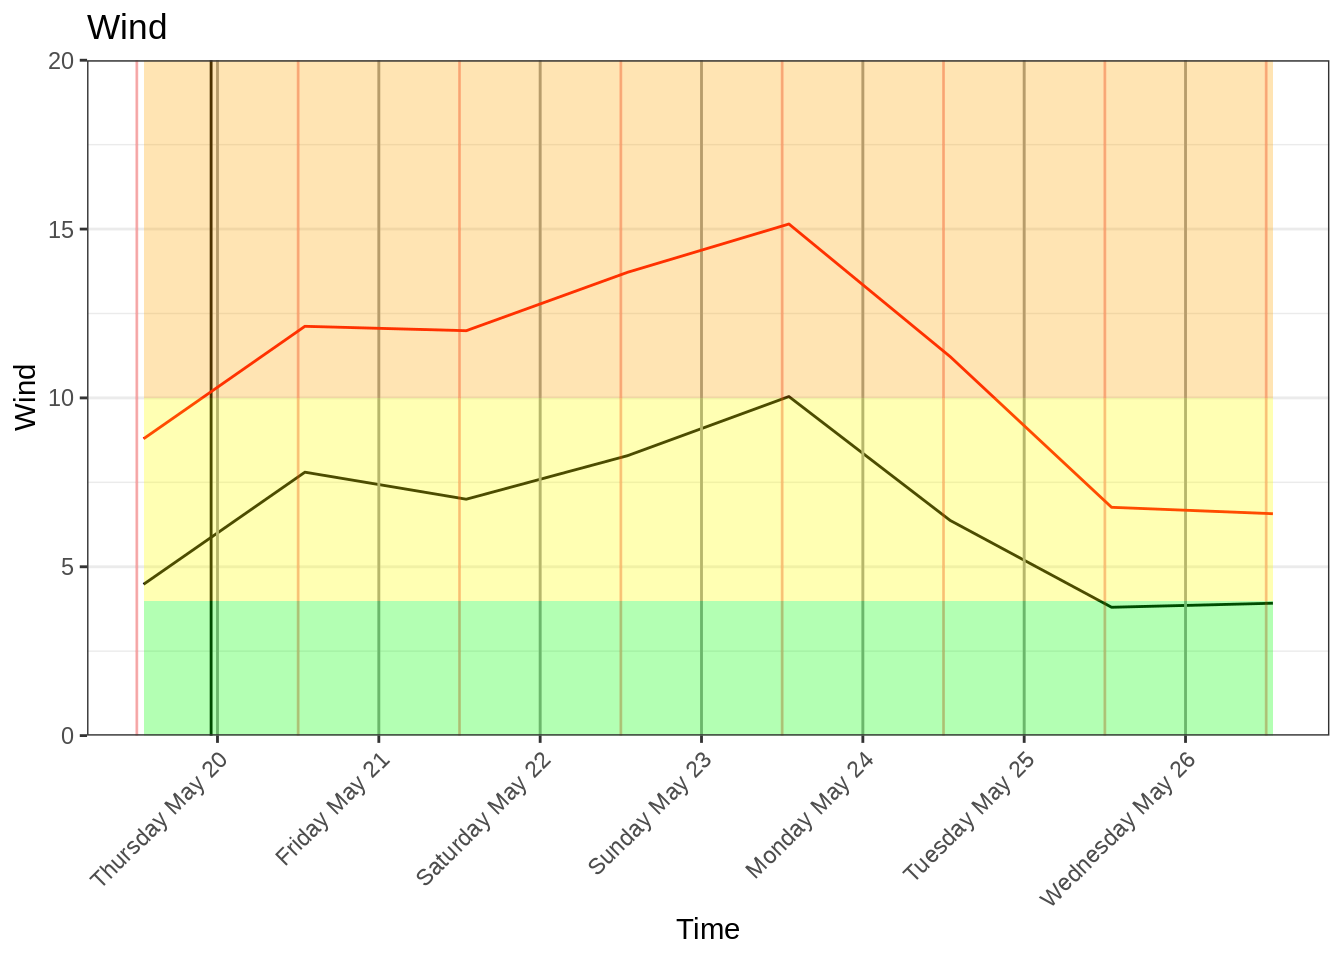 Wind
Wind
20
15
10
5
0
Thursday May 20
Friday May 21
Saturday May 22
Sunday May 23
Monday May 24
Tuesday May 25
Wednesday May 26
Time